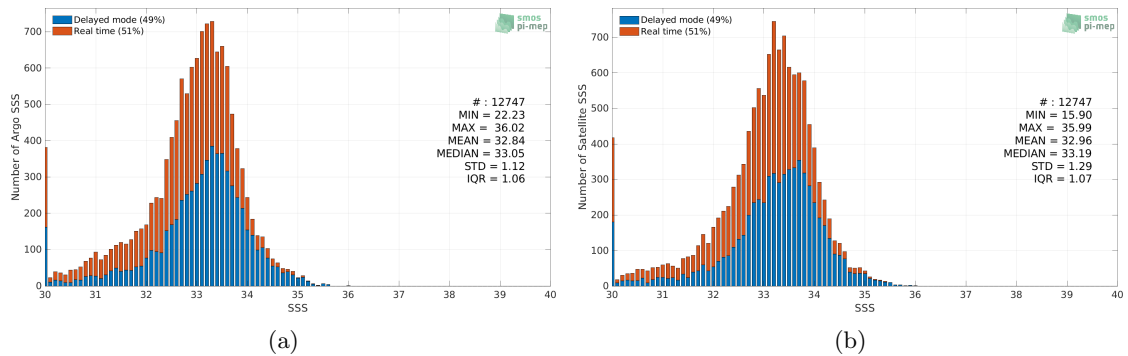 Delayed mode (49%)
Real time (51%)
smos
pi-mep
700
600
500
400
300
200
100
0
Number of Argo SSS
# : 12747
MIN = 22.23
MAX = 36.02
MEAN = 32.84
MEDIAN = 33.05
STD = 1.12
IQR = 1.06
30 31 32 33 34 35 36 37 38 39 40
SSS
(a)
Delayed mode (49%)
Real time (51%)
smos
pi-mep
700
600
500
400
300
200
100
0
Number of Satellite SSS
# : 12747
MIN = 15.90
MAX = 35.99
MEAN = 32.96
MEDIAN = 33.19
STD = 1.29
IQR = 1.07
30 31 32 33 34 35 36 37 38 39 40
SSS
(b)